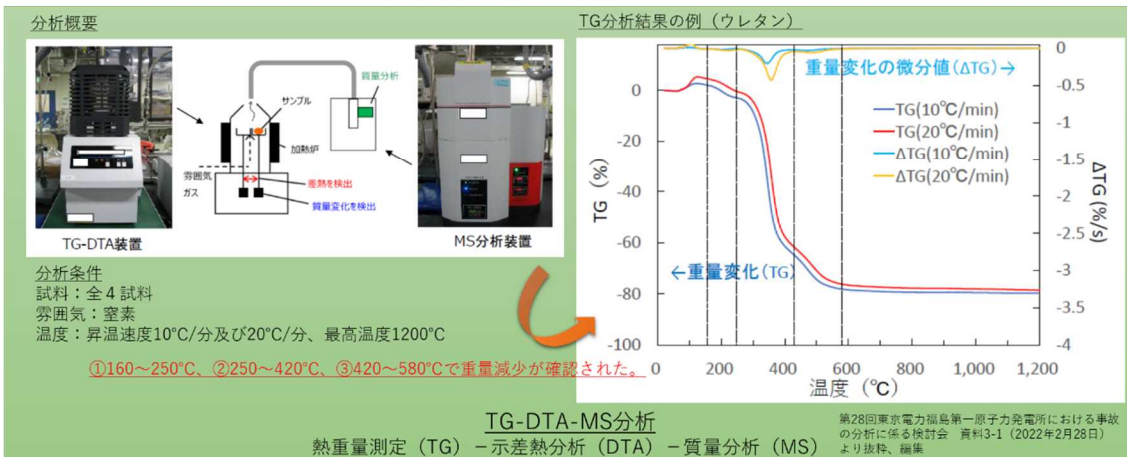 分析概要
質量分析
サンプル
加熱炉
雰囲気
ガス
差熱を検出
質量変化を検出
TG-DTA装置
MS分析装置
分析条件
試料：全４試料
雰囲気：窒素
温度：昇温速度10℃/分及び20℃/分、最高温度1200℃
①160～250℃、②250～420℃、③420～580℃で重量減少が確認された。
TG分析結果の例（ウレタン）
重量変化の微分値(ΔTG)→
TG(10℃/min)
TG(20℃/min)
ΔTG(10℃/min)
ΔTG(20℃/min)
←重量変化(TG)
TG (%)
0
-20
-40
-60
-80
-100
0
-0.5
-1
-1.5
-2
-2.5
-3
-3.5
-4
ΔTG (%/s)
0 200 400 600 800 1,000 1,200
温度（℃）
TG-DTA-MS分析
熱重量測定（TG）－示差熱分析（DTA）－質量分析（MS）
第28回東京電力福島第一原子力発電所における事故
の分析に係る検討会　資料3-1（2022年2月28日）
より抜粋、編集